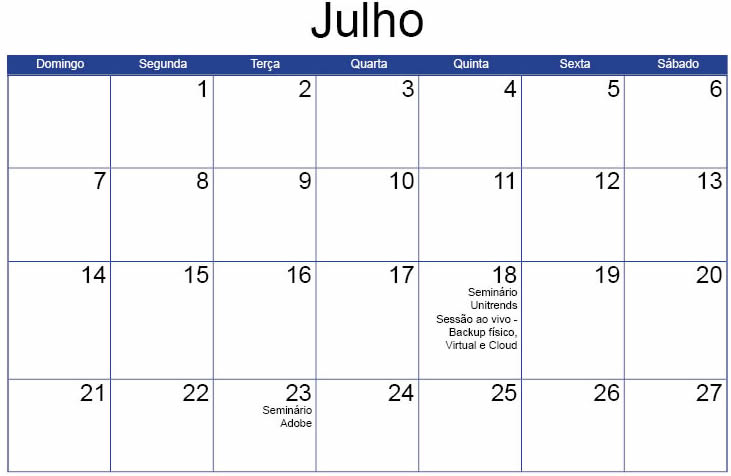 Julho
Domingo Segunda Terça Quarta Quinta Sexta Sábado
1 2 3 4 5 6
7 8 9 10 11 12 13
14 15 16 17 18 19 20
Seminário
Unitrends
Sessão ao vivo -
Backup físico,
Virtual e Cloud
21 22 23 24 25 26 27
Seminário
Adobe